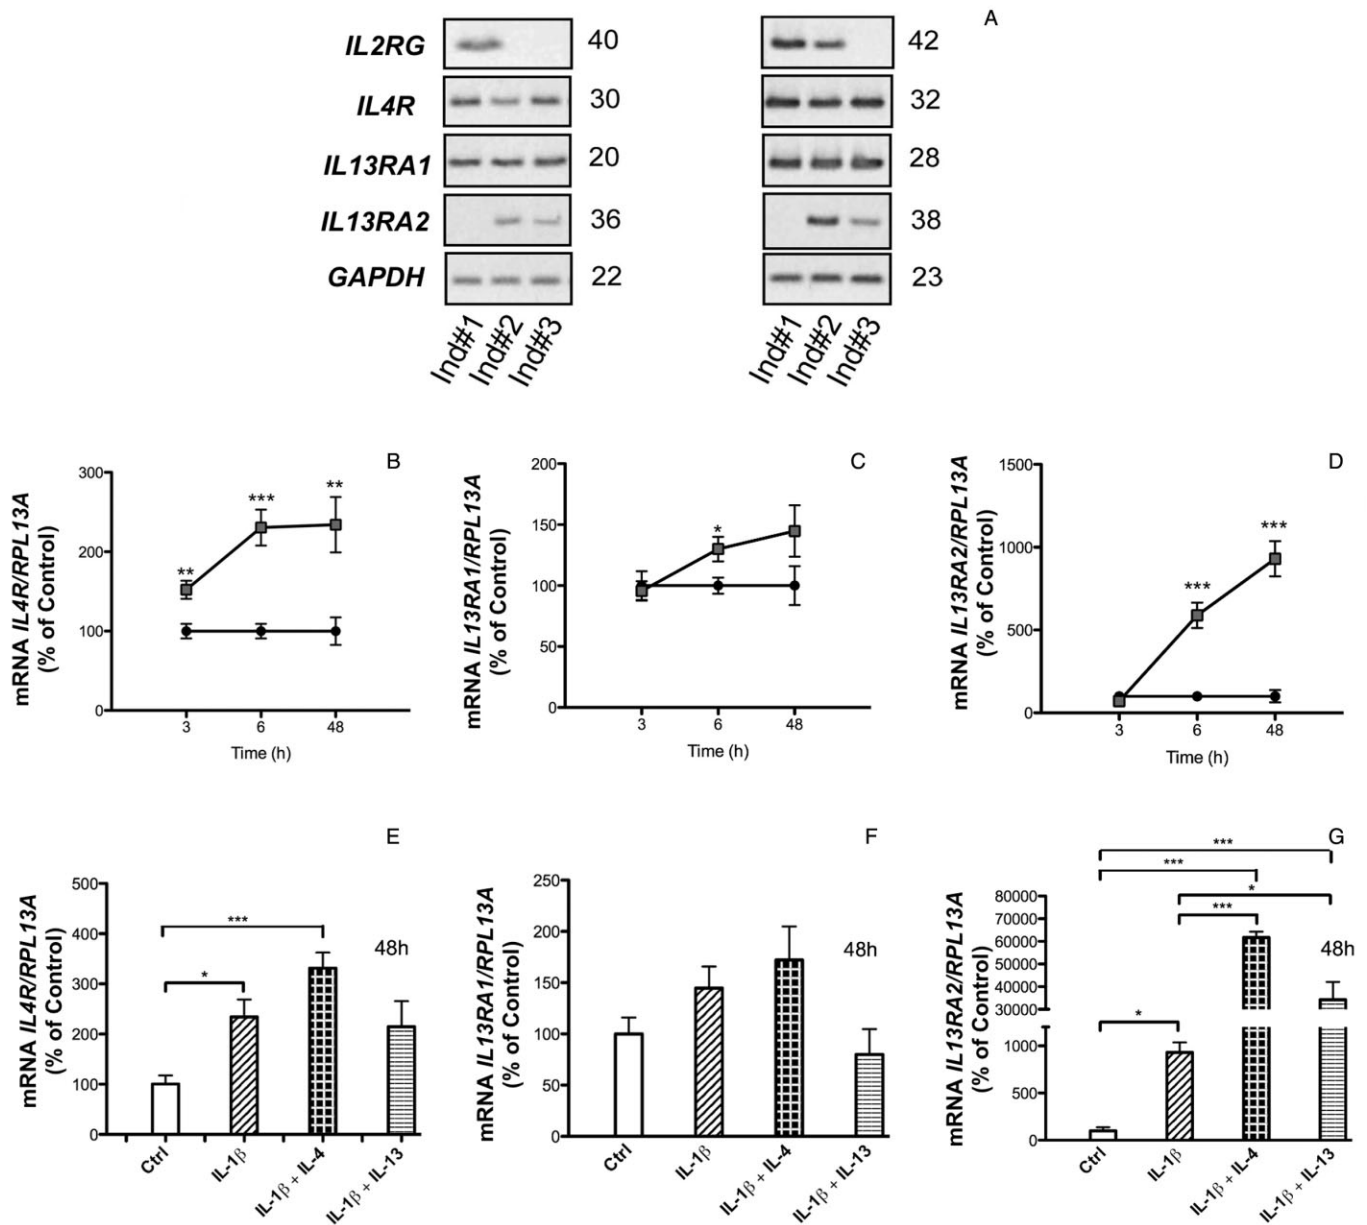 A
IL2RG 40 42
IL4R 30 32
IL13RA1 20 28
IL13RA2 36 38
GAPDH 22 23
Ind#1 Ind#2 Ind#3 Ind#1 Ind#2 Ind#3
B
mRNA IL4R/RPL13A
(% of Control)
300
200
100
0
** *** **
3 6 48
Time (h)
C
mRNA IL13RA1/RPL13A
(% of Control)
200
150
100
50
0
*
3 6 48
Time (h)
D
mRNA IL13RA2/RPL13A
(% of Control)
1500
1000
500
0
*** ***
3 6 48
Time (h)
E
mRNA IL4R/RPL13A
(% of Control)
500
400
300
200
100
0
***
*
48h
Ctrl IL-1β IL-1β + IL-4 IL-1β + IL-13
F
mRNA IL13RA1/RPL13A
(% of Control)
250
200
150
100
50
0
48h
Ctrl IL-1β IL-1β + IL-4 IL-1β + IL-13
G
mRNA IL13RA2/RPL13A
(% of Control)
80000
70000
60000
50000
40000
30000
1000
500
0
***
***
*
***
*
48h
Ctrl IL-1β IL-1β + IL-4 IL-1β + IL-13